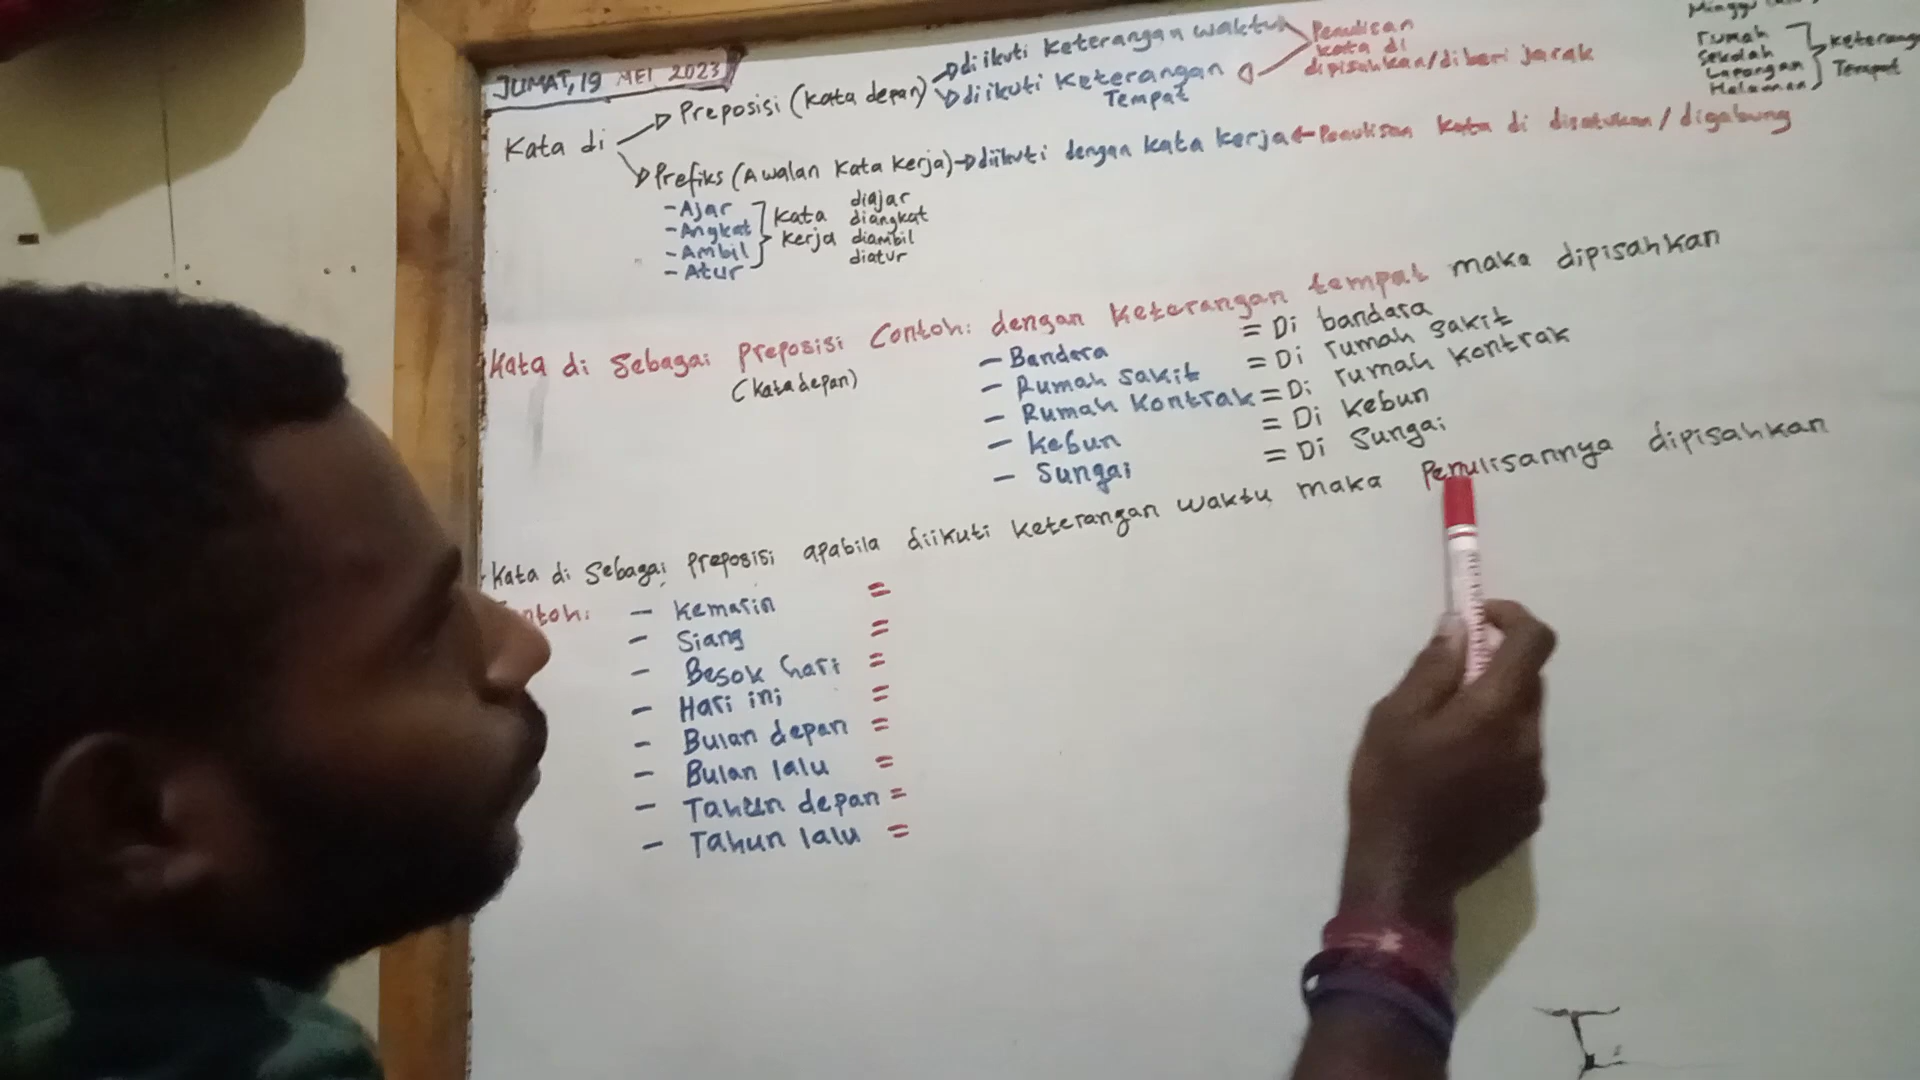 JUMAT, 19 MEI 2023
Kata di
Preposisi (kata depan)
diikuti keterangan waktu
diikuti keterangan
Tempat
Penulisan
kata di
dipisahkan/diberi jarak
Minggu
rumah
Sekolah
Lapangan
Halaman
keterangan
Tempat
Prefiks (Awalan Kata kerja) diikuti dengan kata kerja Penulisan kata di disatukan/digabung
- Ajar
- Angkat
- Ambil
- Atur
kata
kerja
diajar
diangkat
diambil
diatur
Kata di Sebagai Preposisi Contoh: dengan keterangan tempat maka dipisahkan
(kata depan)
- Bandara = Di bandara
- Rumah sakit = Di rumah sakit
- Rumah kontrak = Di rumah kontrak
- Kebun = Di kebun
- Sungai = Di Sungai
Kata di Sebagai Preposisi apabila diikuti keterangan waktu maka Penulisannya dipisahkan
- Kemarin =
- Siang =
- Besok hari =
- Hari ini =
- Bulan depan =
- Bulan lalu =
- Tahun depan =
- Tahun lalu =